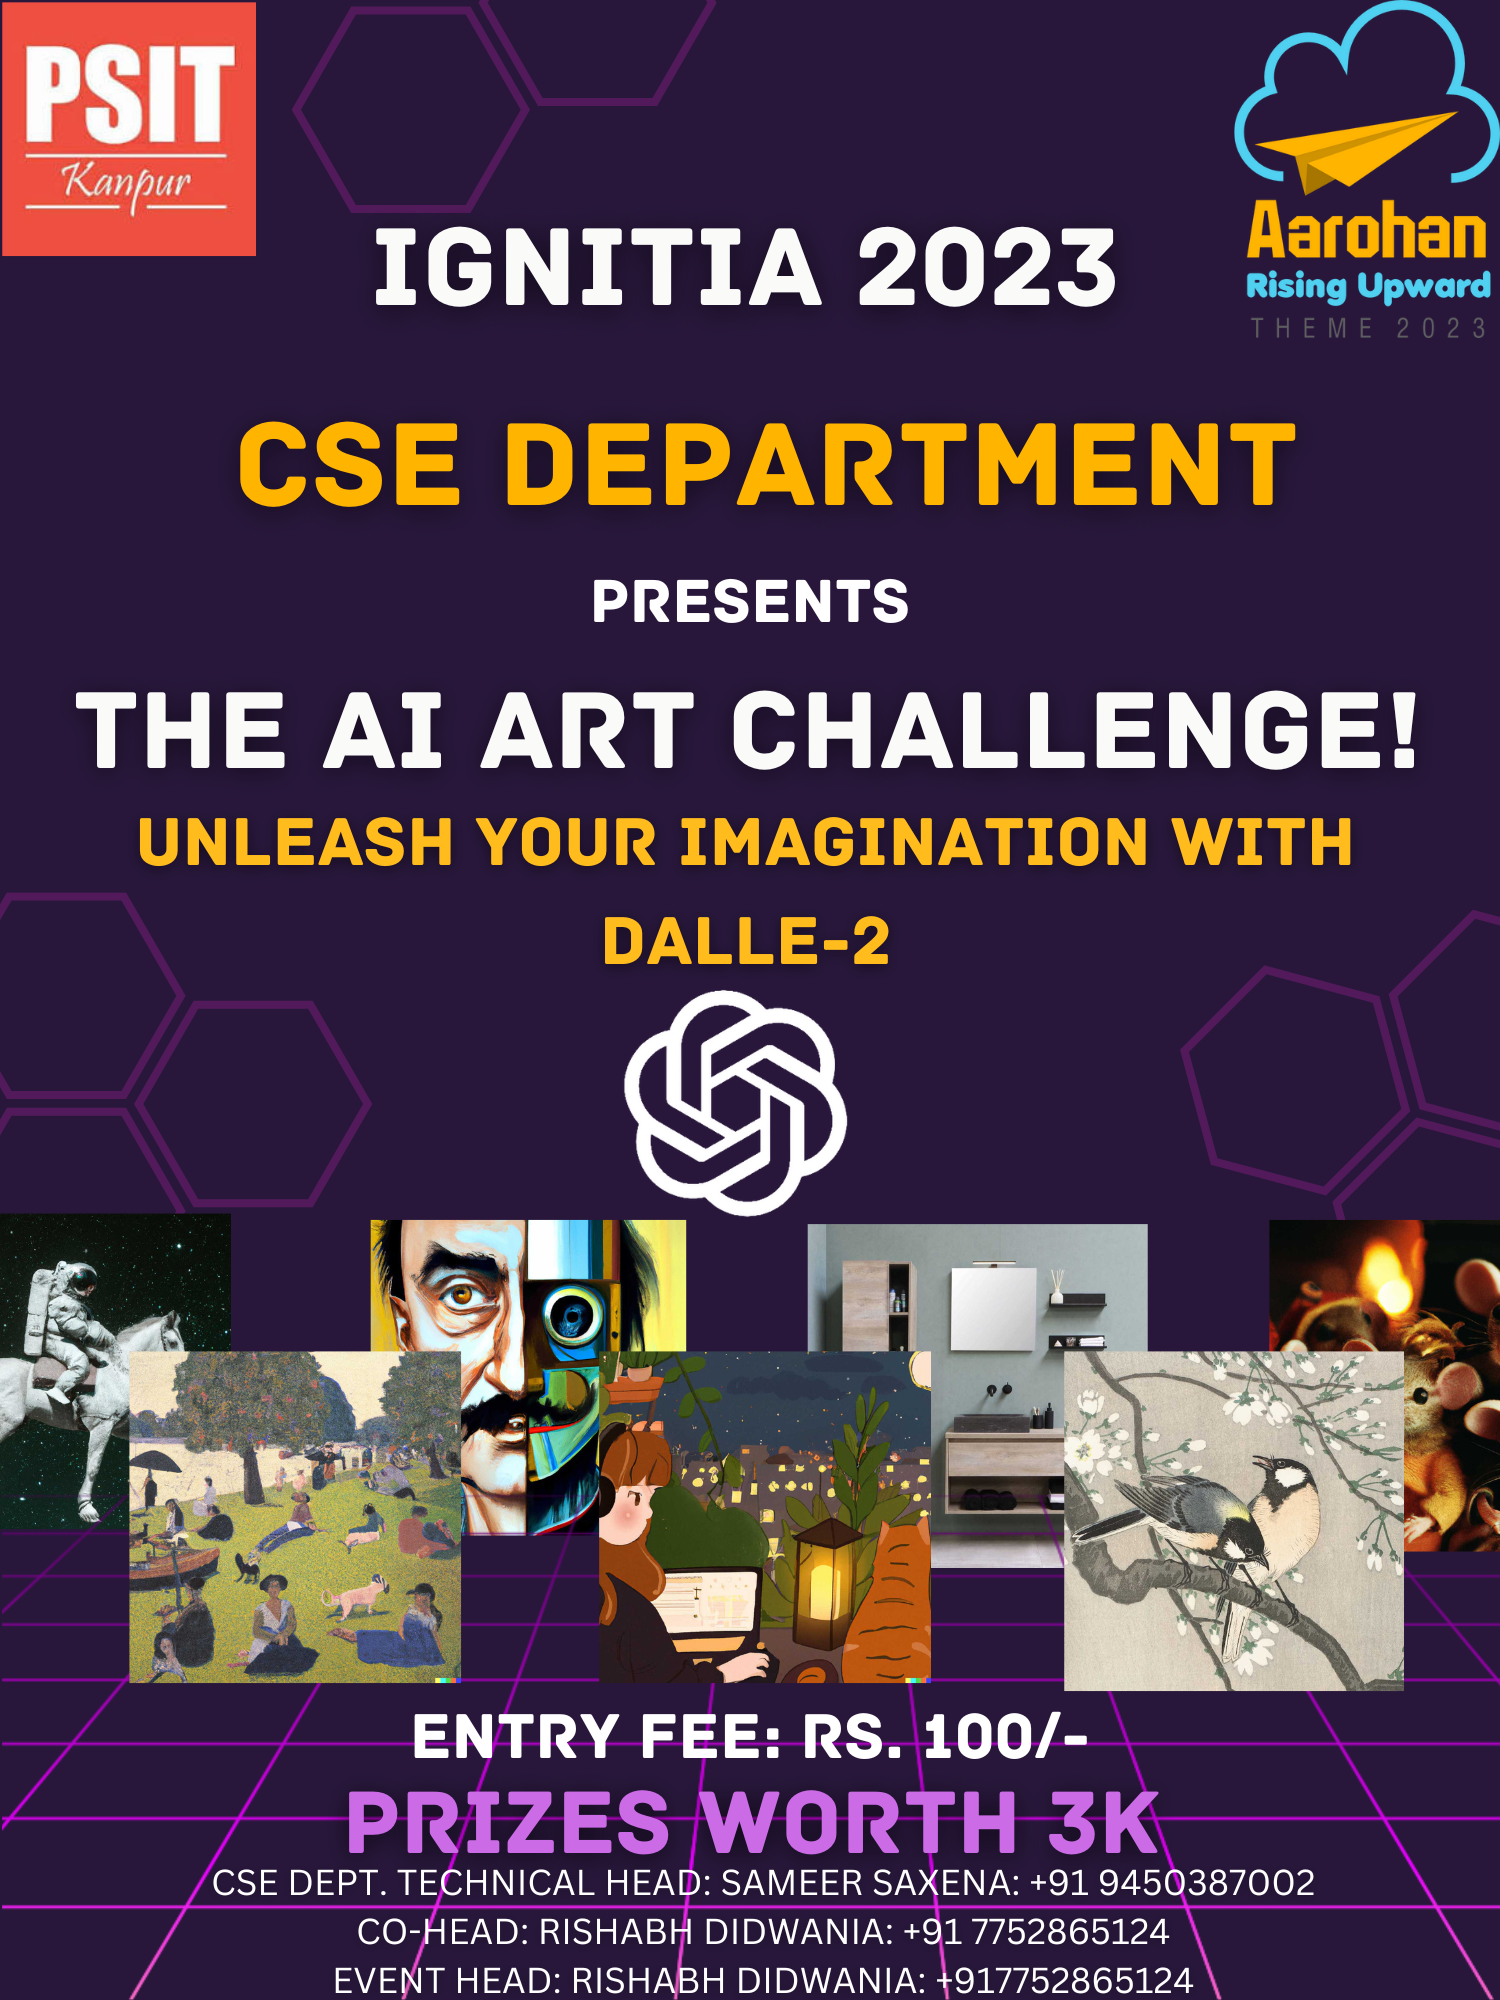 PSIT
Kanpur
Aarohan
Rising Upward
THEME 2023
IGNITIA 2023
CSE DEPARTMENT
PRESENTS
THE AI ART CHALLENGE!
UNLEASH YOUR IMAGINATION WITH
DALLE-2
ENTRY FEE: RS. 100/-
PRIZES WORTH 3K
CSE DEPT. TECHNICAL HEAD: SAMEER SAXENA: +91 9450387002
CO-HEAD: RISHABH DIDWANIA: +91 7752865124
EVENT HEAD: RISHABH DIDWANIA: +917752865124